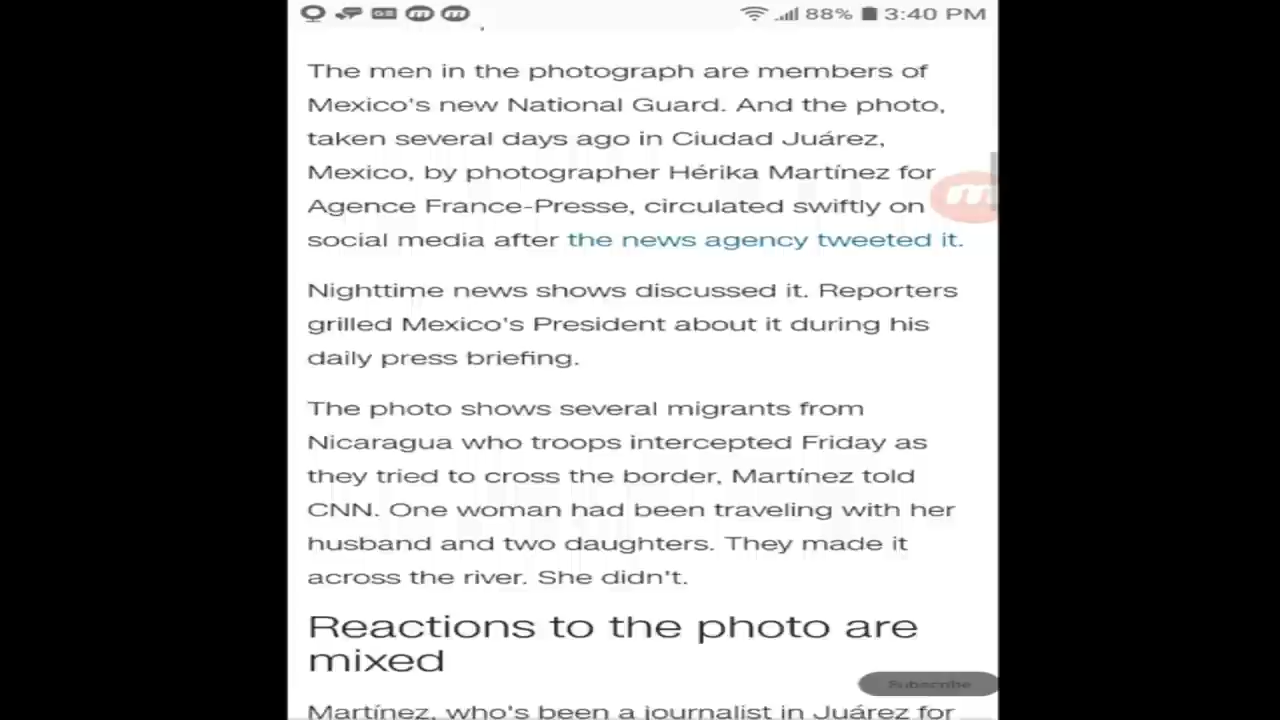 88% 3:40 PM
The men in the photograph are members of
Mexico's new National Guard. And the photo,
taken several days ago in Ciudad Juárez,
Mexico, by photographer Hérika Martínez for
Agence France-Presse, circulated swiftly on
social media after the news agency tweeted it.
Nighttime news shows discussed it. Reporters
grilled Mexico's President about it during his
daily press briefing.
The photo shows several migrants from
Nicaragua who troops intercepted Friday as
they tried to cross the border, Martínez told
CNN. One woman had been traveling with her
husband and two daughters. They made it
across the river. She didn't.
Reactions to the photo are
mixed
Subscribe
Martínez, who's been a journalist in Juárez for